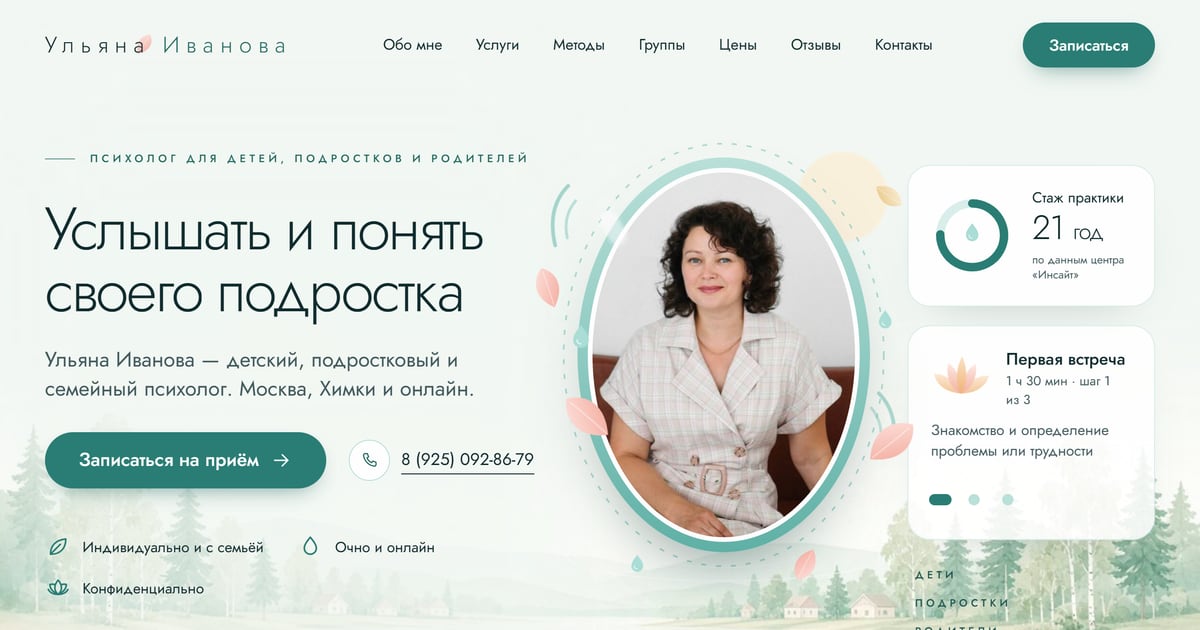 Ульяна Иванова
Обо мне
Услуги
Методы
Группы
Цены
Отзывы
Контакты
Записаться
ПСИХОЛОГ ДЛЯ ДЕТЕЙ, ПОДРОСТКОВ И РОДИТЕЛЕЙ
Услышать и понять
своего подростка
Ульяна Иванова — детский, подростковый и
семейный психолог. Москва, Химки и онлайн.
Записаться на приём →
8 (925) 092-86-79
Индивидуально и с семьёй
Очно и онлайн
Конфиденциально
Стаж практики
21 год
по данным центра
«Инсайт»
Первая встреча
1 ч 30 мин · шаг 1
из 3
Знакомство и определение
проблемы или трудности
ДЕТИ
ПОДРОСТКИ
РОДИТЕЛИ